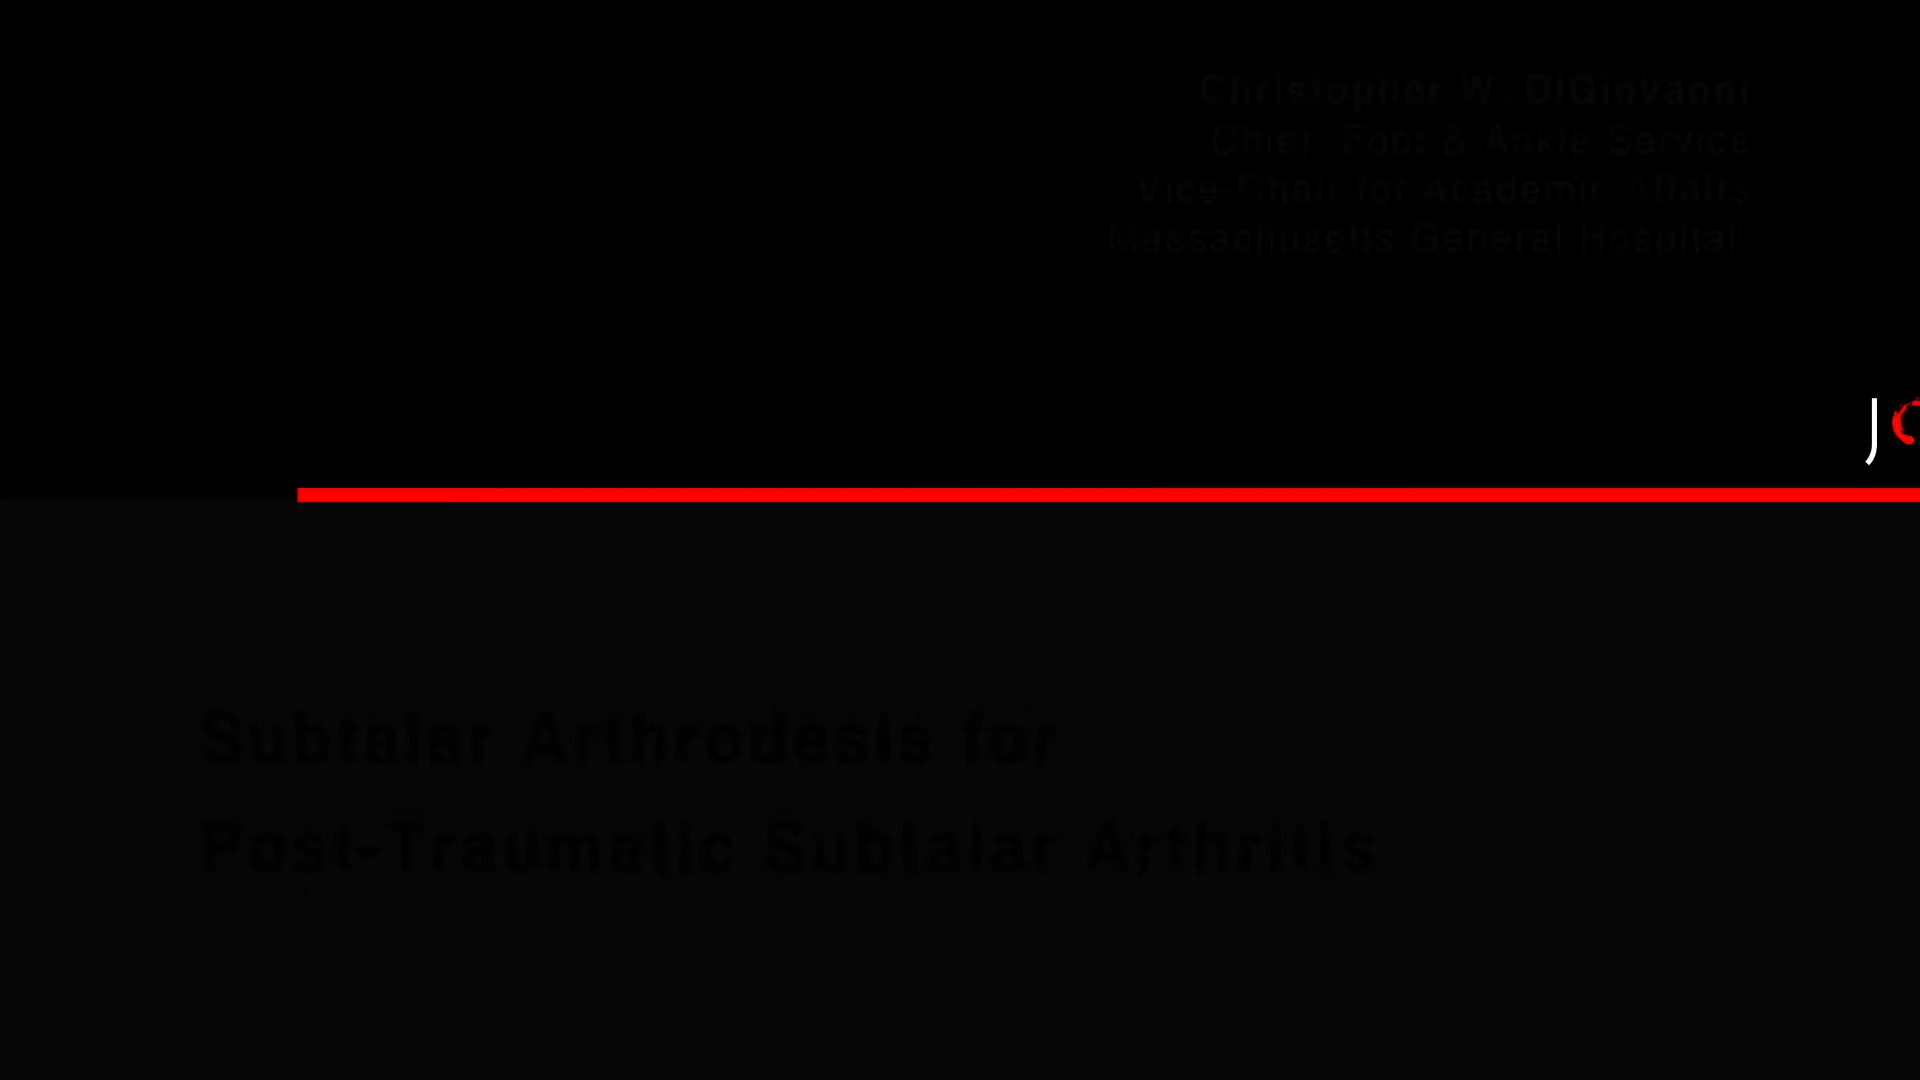 Christopher W. DiGiovanni
Chief, Foot & Ankle Service
Vice-Chair for Academic Affairs
Massachusetts General Hospital
J
Subtalar Arthrodesis for
Post-Traumatic Subtalar Arthritis